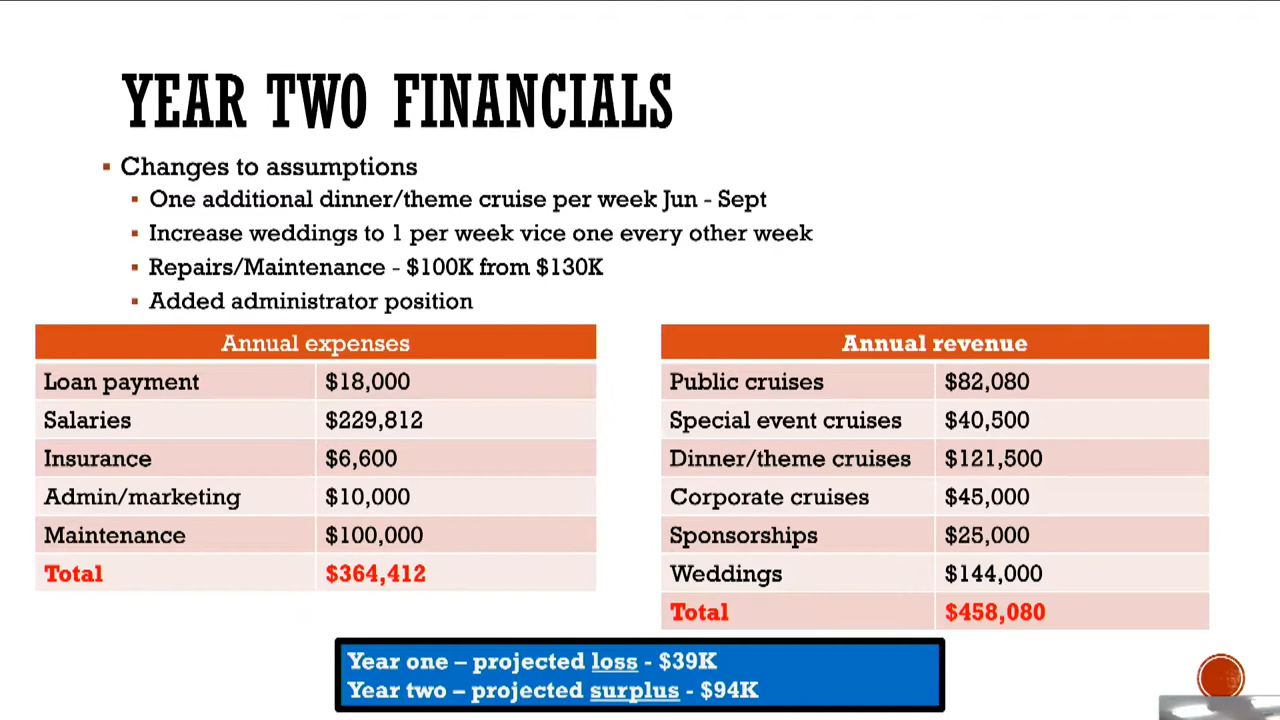 YEAR TWO FINANCIALS
▪ Changes to assumptions
▪ One additional dinner/theme cruise per week Jun - Sept
▪ Increase weddings to 1 per week vice one every other week
▪ Repairs/Maintenance - $100K from $130K
▪ Added administrator position
Annual expenses
Loan payment $18,000
Salaries $229,812
Insurance $6,600
Admin/marketing $10,000
Maintenance $100,000
Total $364,412
Annual revenue
Public cruises $82,080
Special event cruises $40,500
Dinner/theme cruises $121,500
Corporate cruises $45,000
Sponsorships $25,000
Weddings $144,000
Total $458,080
Year one – projected loss - $39K
Year two – projected surplus - $94K